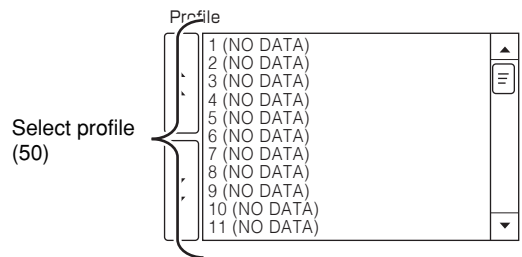 Profile
1 (NO DATA)
2 (NO DATA)
3 (NO DATA)
4 (NO DATA)
5 (NO DATA)
6 (NO DATA)
7 (NO DATA)
8 (NO DATA)
9 (NO DATA)
10 (NO DATA)
11 (NO DATA)
Select profile
(50)